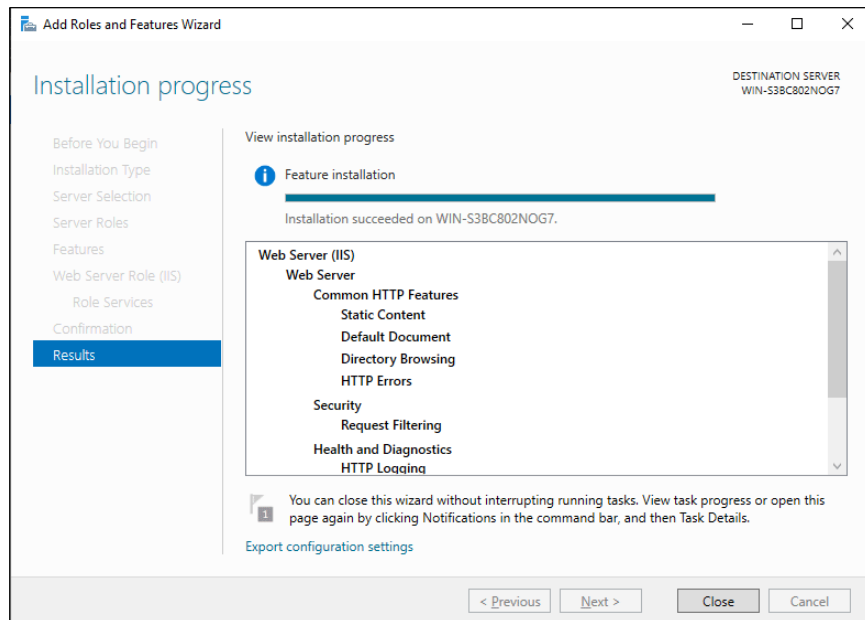 Add Roles and Features Wizard
Installation progress
DESTINATION SERVER
WIN-S3BC802NOG7
Before You Begin
Installation Type
Server Selection
Server Roles
Features
Web Server Role (IIS)
Role Services
Confirmation
Results
View installation progress
Feature installation
Installation succeeded on WIN-S3BC802NOG7.
Web Server (IIS)
Web Server
Common HTTP Features
Static Content
Default Document
Directory Browsing
HTTP Errors
Security
Request Filtering
Health and Diagnostics
HTTP Logging
1
You can close this wizard without interrupting running tasks. View task progress or open this
page again by clicking Notifications in the command bar, and then Task Details.
Export configuration settings
< Previous
Next >
Close
Cancel